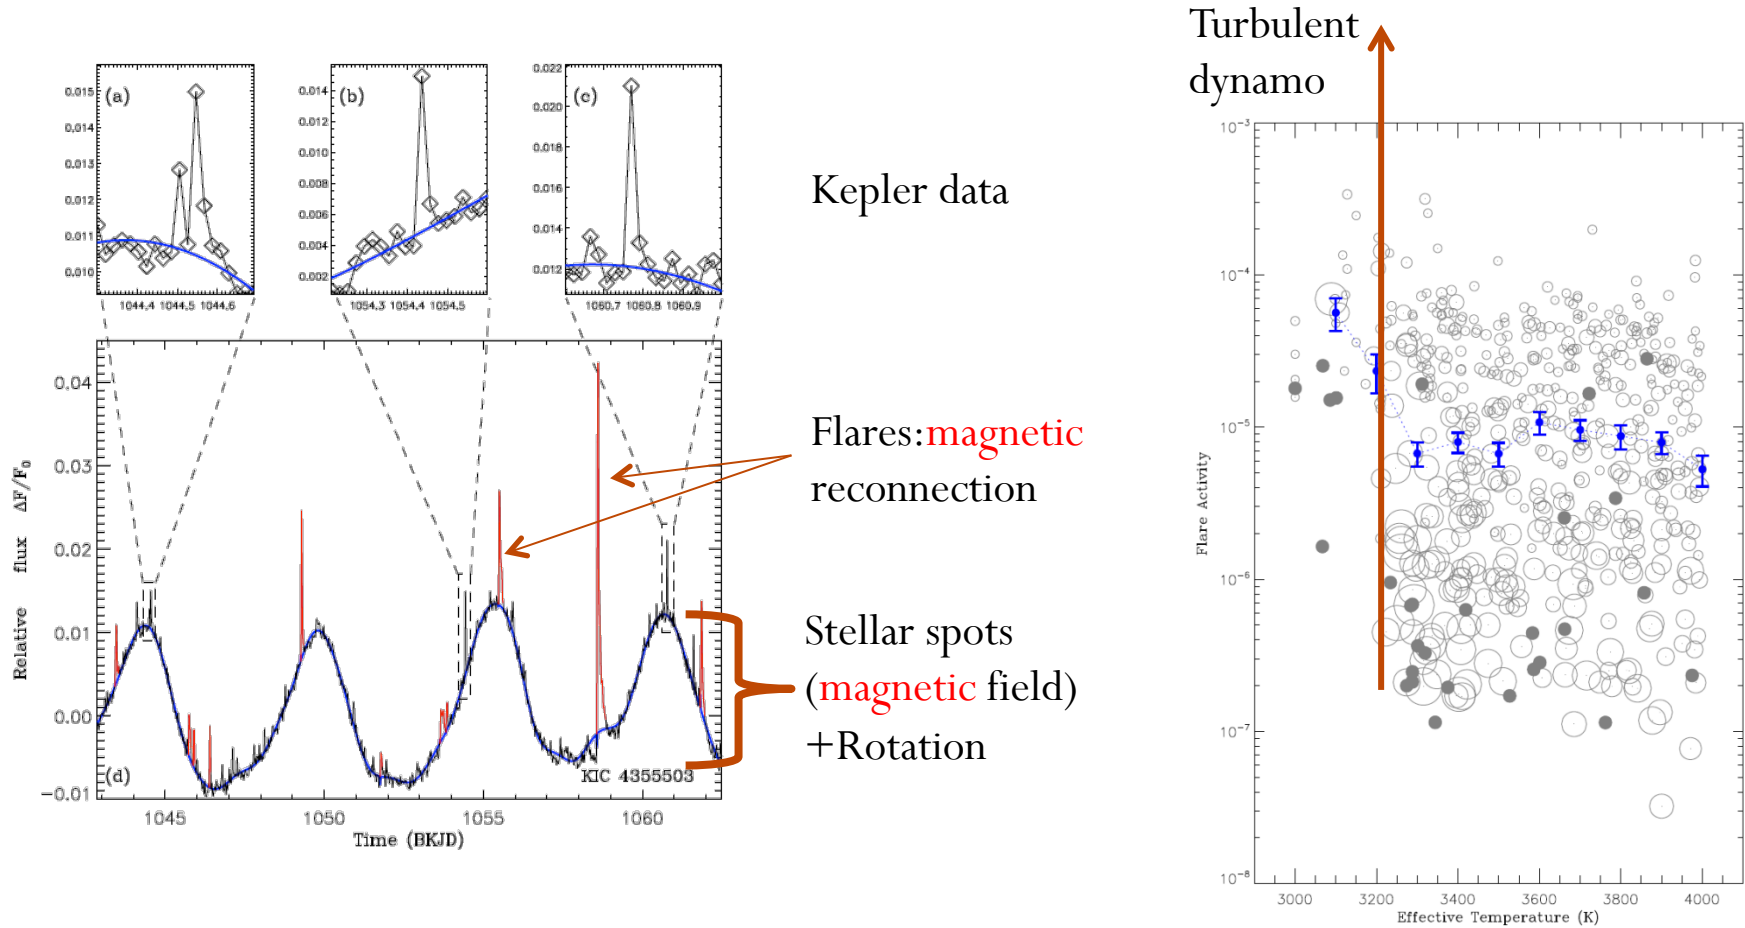 Turbulent
dynamo
(a)
0.015
0.014
0.013
0.012
0.011
0.010
1044.4 1044.5 1044.6
(b)
0.014
0.012
0.010
0.008
0.006
0.004
0.002
1054.3 1054.4 1054.5
(c)
0.022
0.020
0.018
0.016
0.014
0.012
1060.7 1060.8 1060.9
Kepler data
Flares:magnetic
reconnection
Stellar spots
(magnetic field)
+Rotation
Relative flux ΔF/F0
0.04
0.03
0.02
0.01
0.00
−0.01
(d)
KIC 4355503
1045 1050 1055 1060
Time (BKJD)
Flare Activity
10−3
10−4
10−5
10−6
10−7
10−8
3000 3200 3400 3600 3800 4000
Effective Temperature (K)